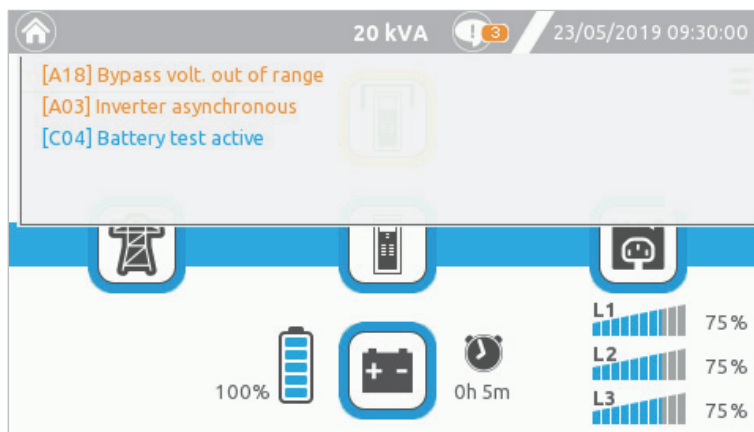 20 kVA ! 3 23/05/2019 09:30:00
[A18] Bypass volt. out of range
[A03] Inverter asynchronous
[C04] Battery test active
L1 75%
L2 75%
L3 75%
100%
+ -
0h 5m